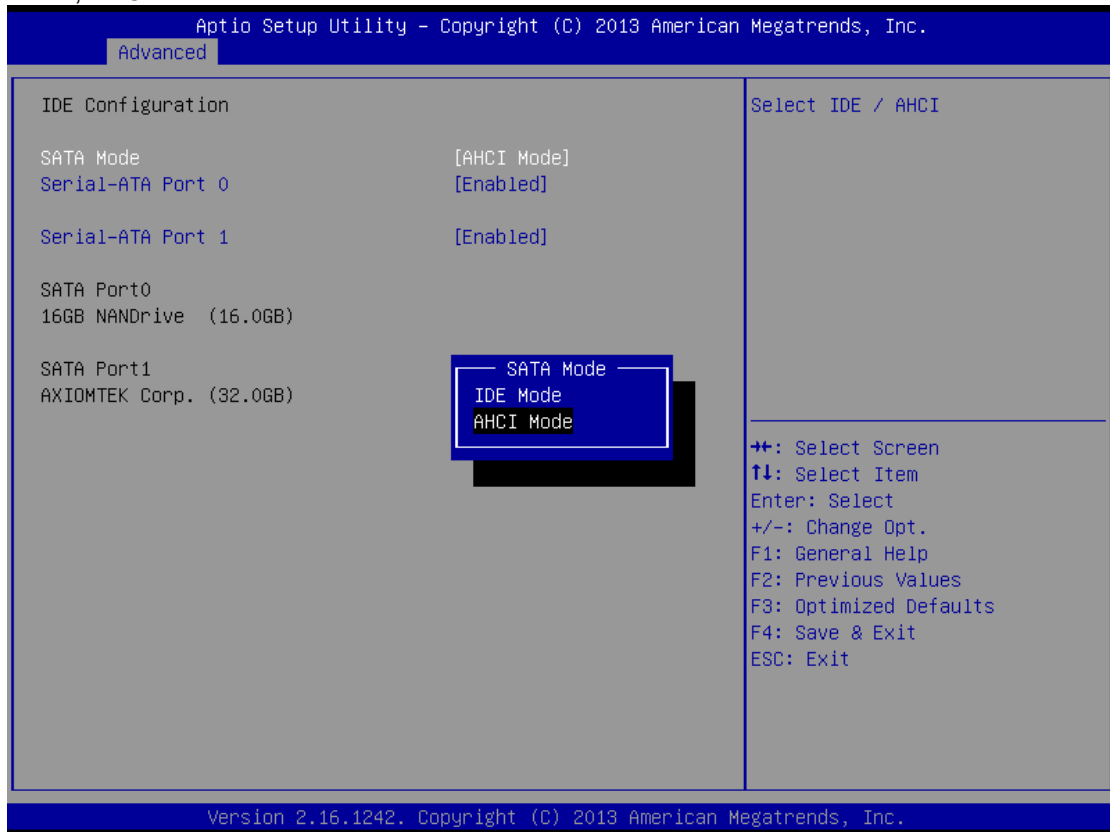 Aptio Setup Utility – Copyright (C) 2013 American Megatrends, Inc.
Advanced
IDE Configuration
SATA Mode [AHCI Mode]
Serial-ATA Port 0 [Enabled]
Serial-ATA Port 1 [Enabled]
SATA Port0
16GB NANDrive (16.0GB)
SATA Port1
AXIOMTEK Corp. (32.0GB)
SATA Mode
IDE Mode
AHCI Mode
Select IDE / AHCI
→←: Select Screen
↑↓: Select Item
Enter: Select
+/-: Change Opt.
F1: General Help
F2: Previous Values
F3: Optimized Defaults
F4: Save & Exit
ESC: Exit
Version 2.16.1242. Copyright (C) 2013 American Megatrends, Inc.